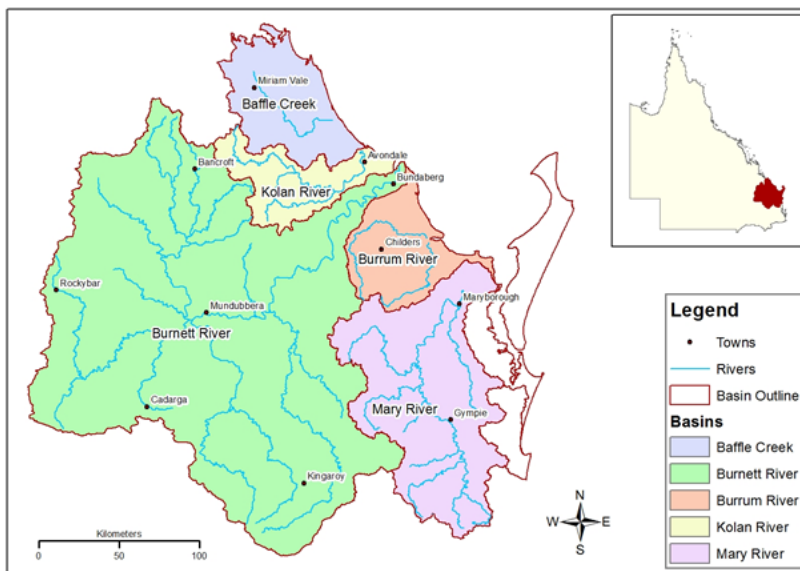 Miriam Vale
Baffle Creek
Bancroft
Avondale
Kolan River
Bundaberg
Childers
Burrum River
Rockybar
Mundubbera
Maryborough
Burnett River
Cadarga
Mary River
Gympie
Kingaroy
Kilometers
0 50 100
N
W E
S
Legend
Towns
Rivers
Basin Outline
Basins
Baffle Creek
Burnett River
Burrum River
Kolan River
Mary River